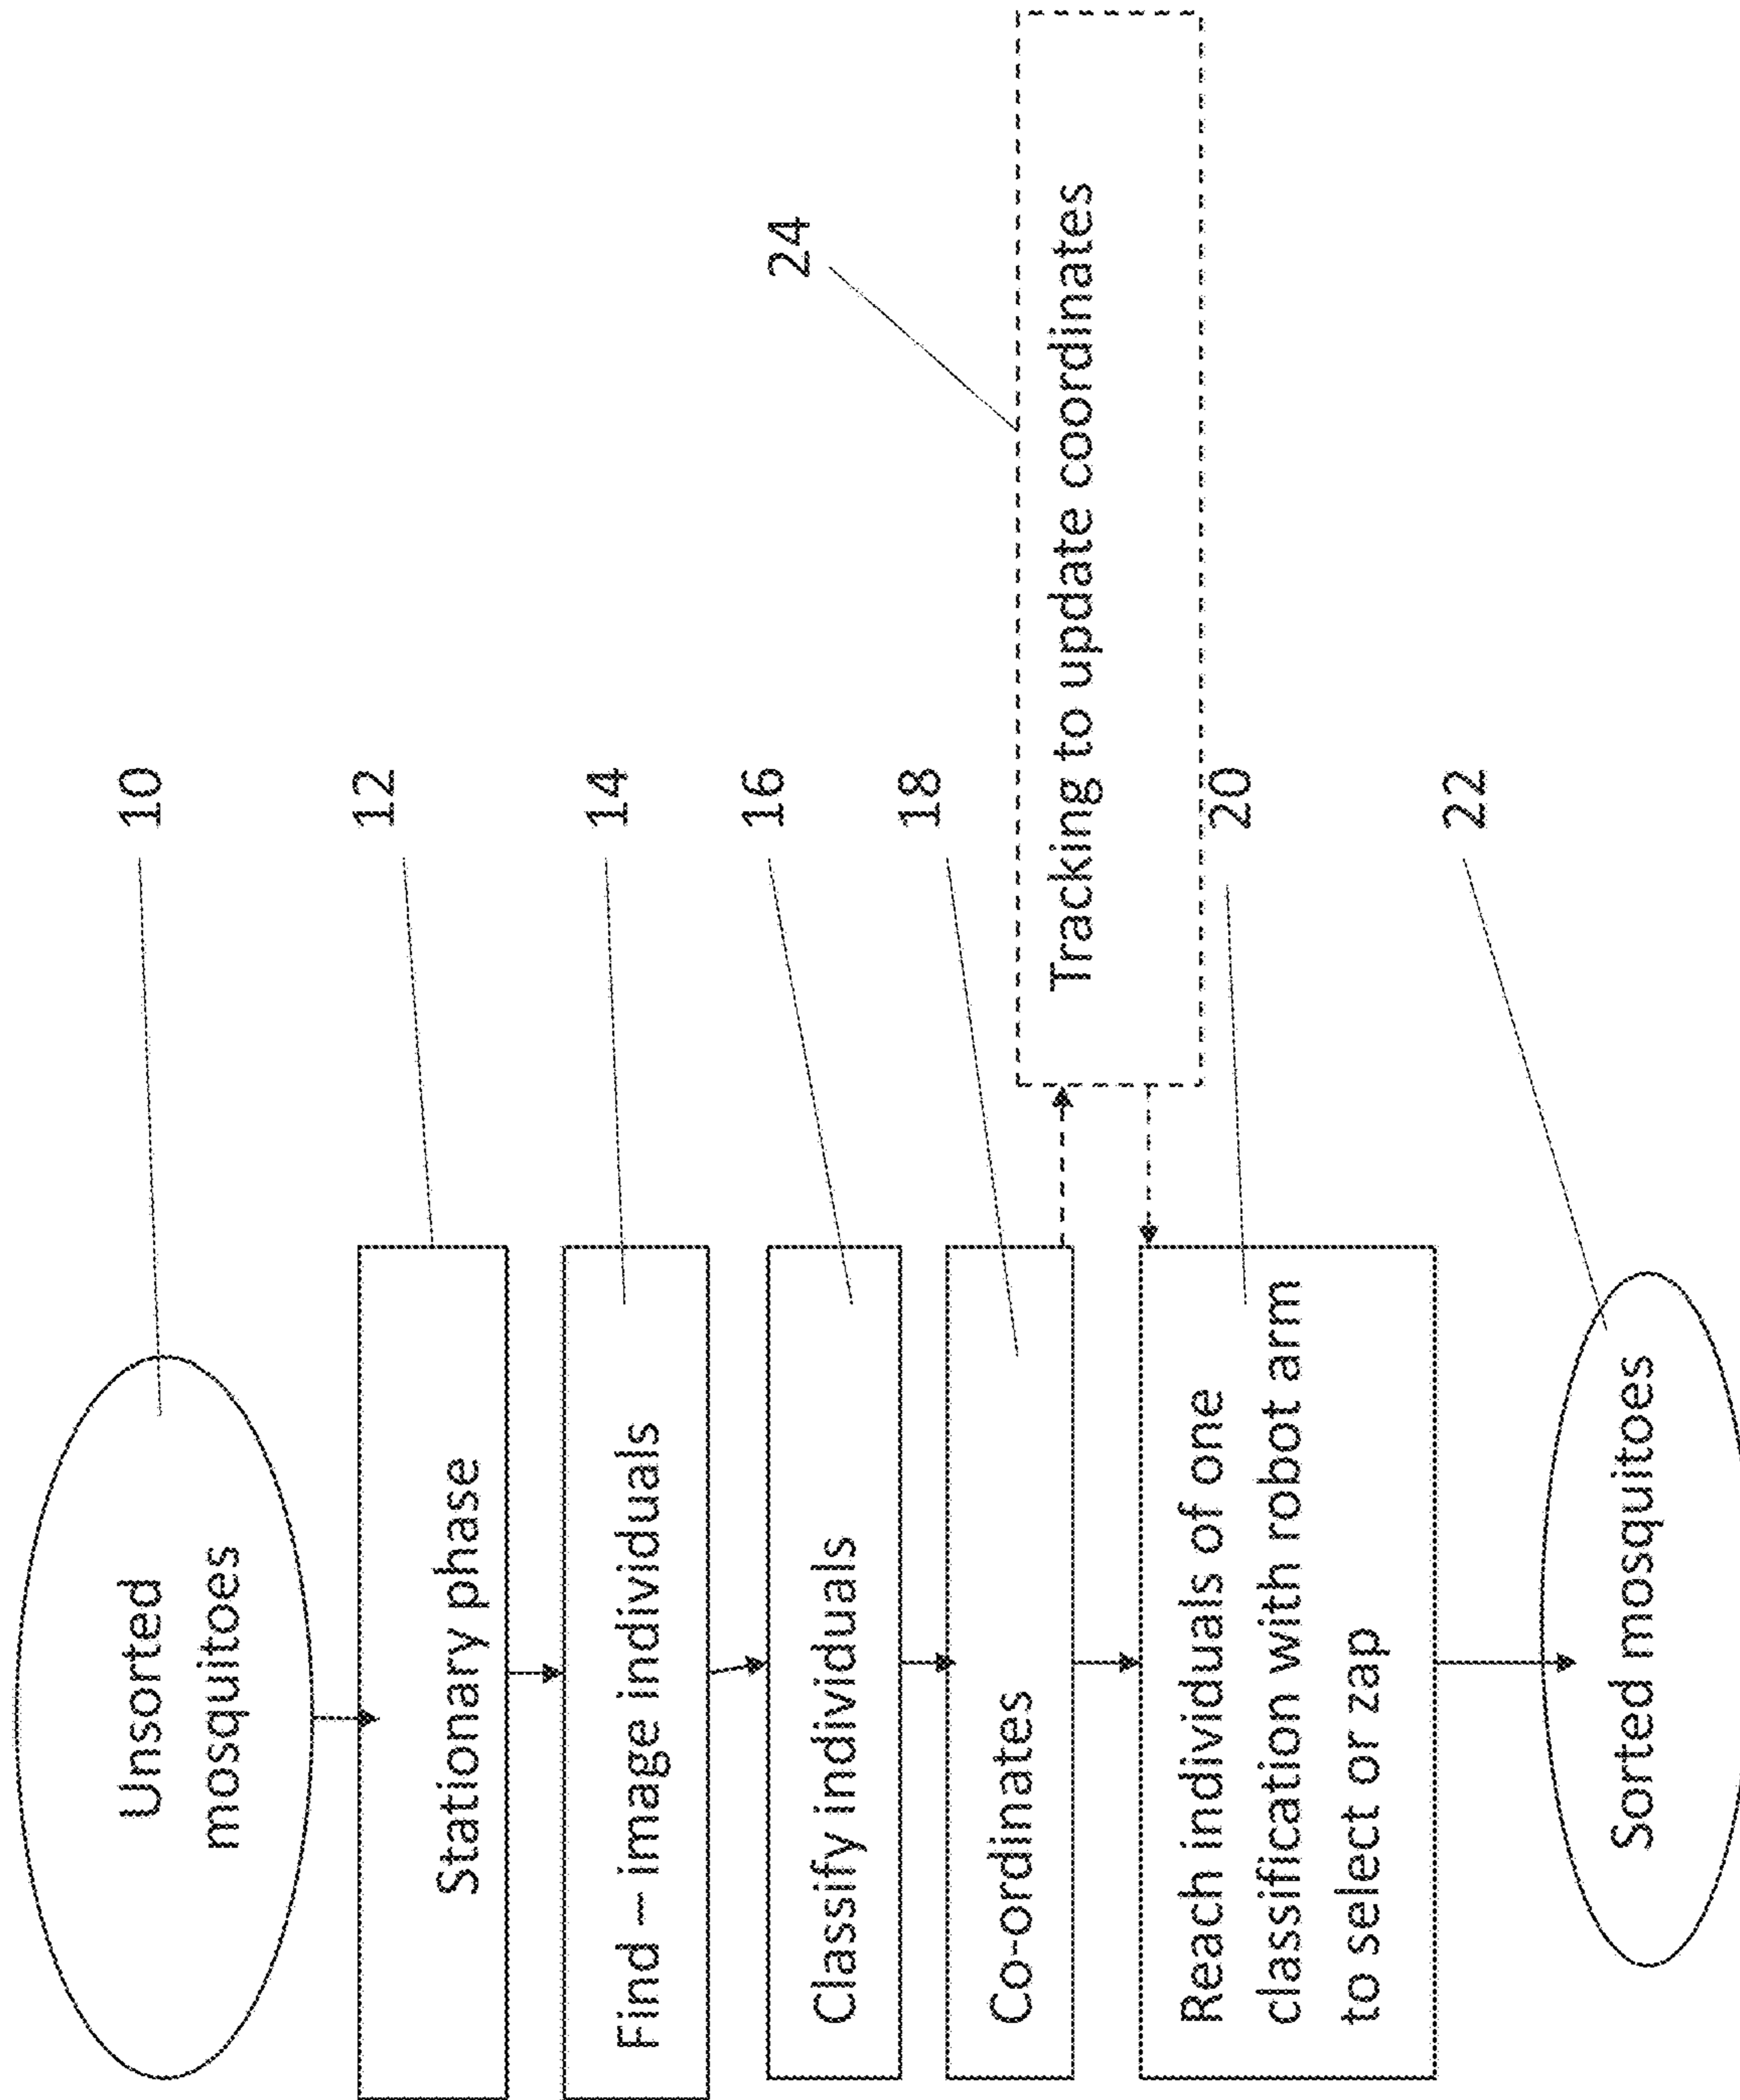 Unsorted
mosquitoes
10
Stationary phase
12
Find – image individuals
14
Classify individuals
16
Co-ordinates
18
Tracking to update coordinates
24
Reach individuals of one
classification with robot arm
to select or zap
20
Sorted mosquitoes
22